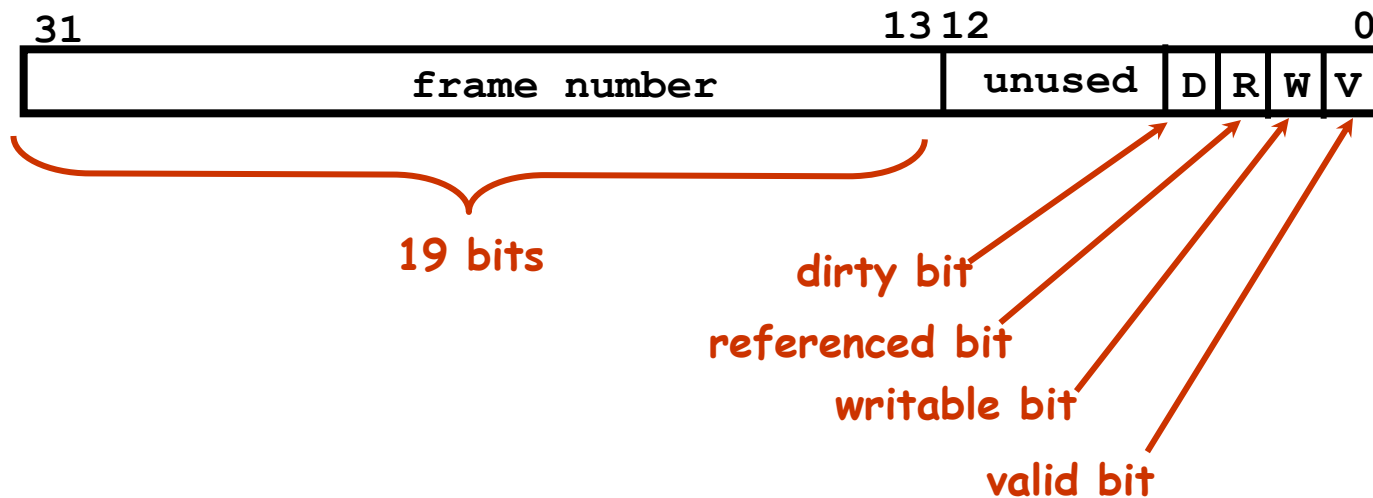 31 13 12 0
frame number unused D R W V
19 bits
dirty bit
referenced bit
writable bit
valid bit